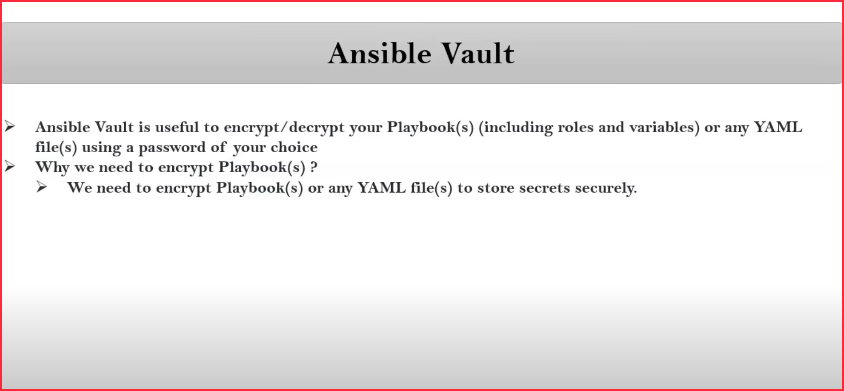 Ansible Vault
➢ Ansible Vault is useful to encrypt/decrypt your Playbook(s) (including roles and variables) or any YAML
file(s) using a password of your choice
➢ Why we need to encrypt Playbook(s) ?
➢ We need to encrypt Playbook(s) or any YAML file(s) to store secrets securely.